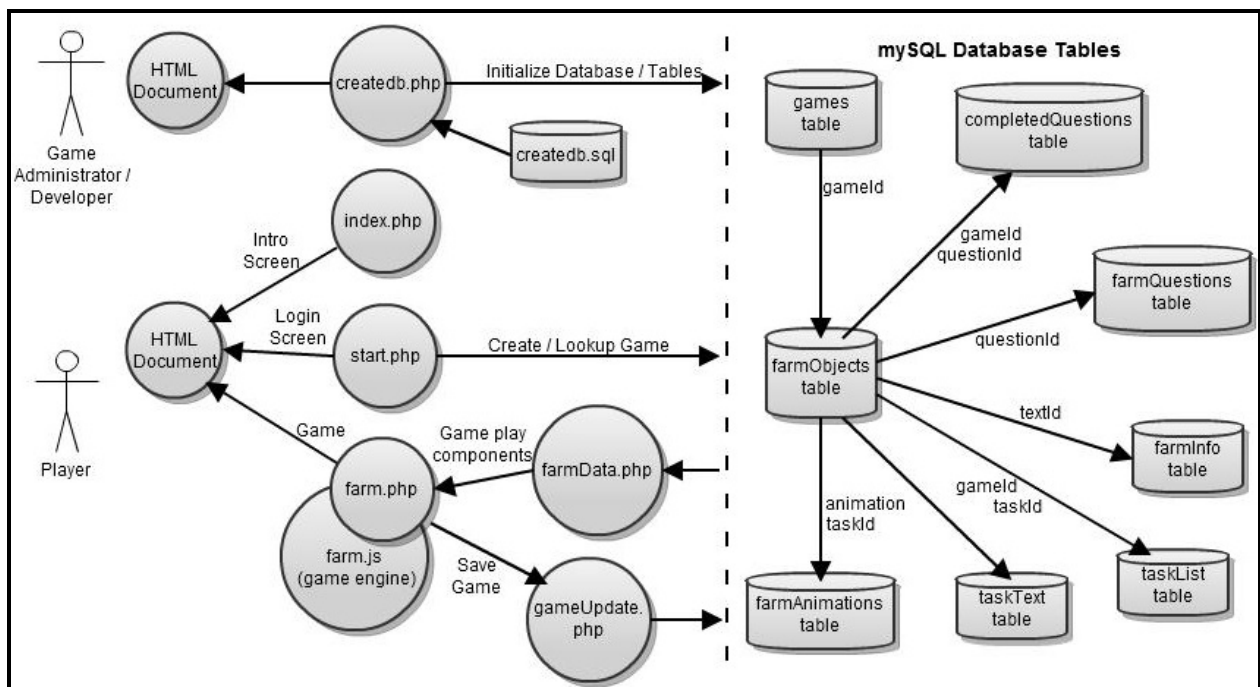 mySQL Database Tables
HTML
Document
createdb.php
Initialize Database / Tables
createdb.sql
Game
Administrator /
Developer
index.php
Intro
Screen
Login
Screen
HTML
Document
start.php
Create / Lookup Game
Player
Game
farm.php
Game play
components
farmData.php
farm.js
(game engine)
Save
Game
gameUpdate.
php
games
table
completedQuestions
table
gameId
gameId
questionId
farmQuestions
table
questionId
farmObjects
table
textId
farmInfo
table
gameId
taskId
animation
taskId
farmAnimations
table
taskText
table
taskList
table